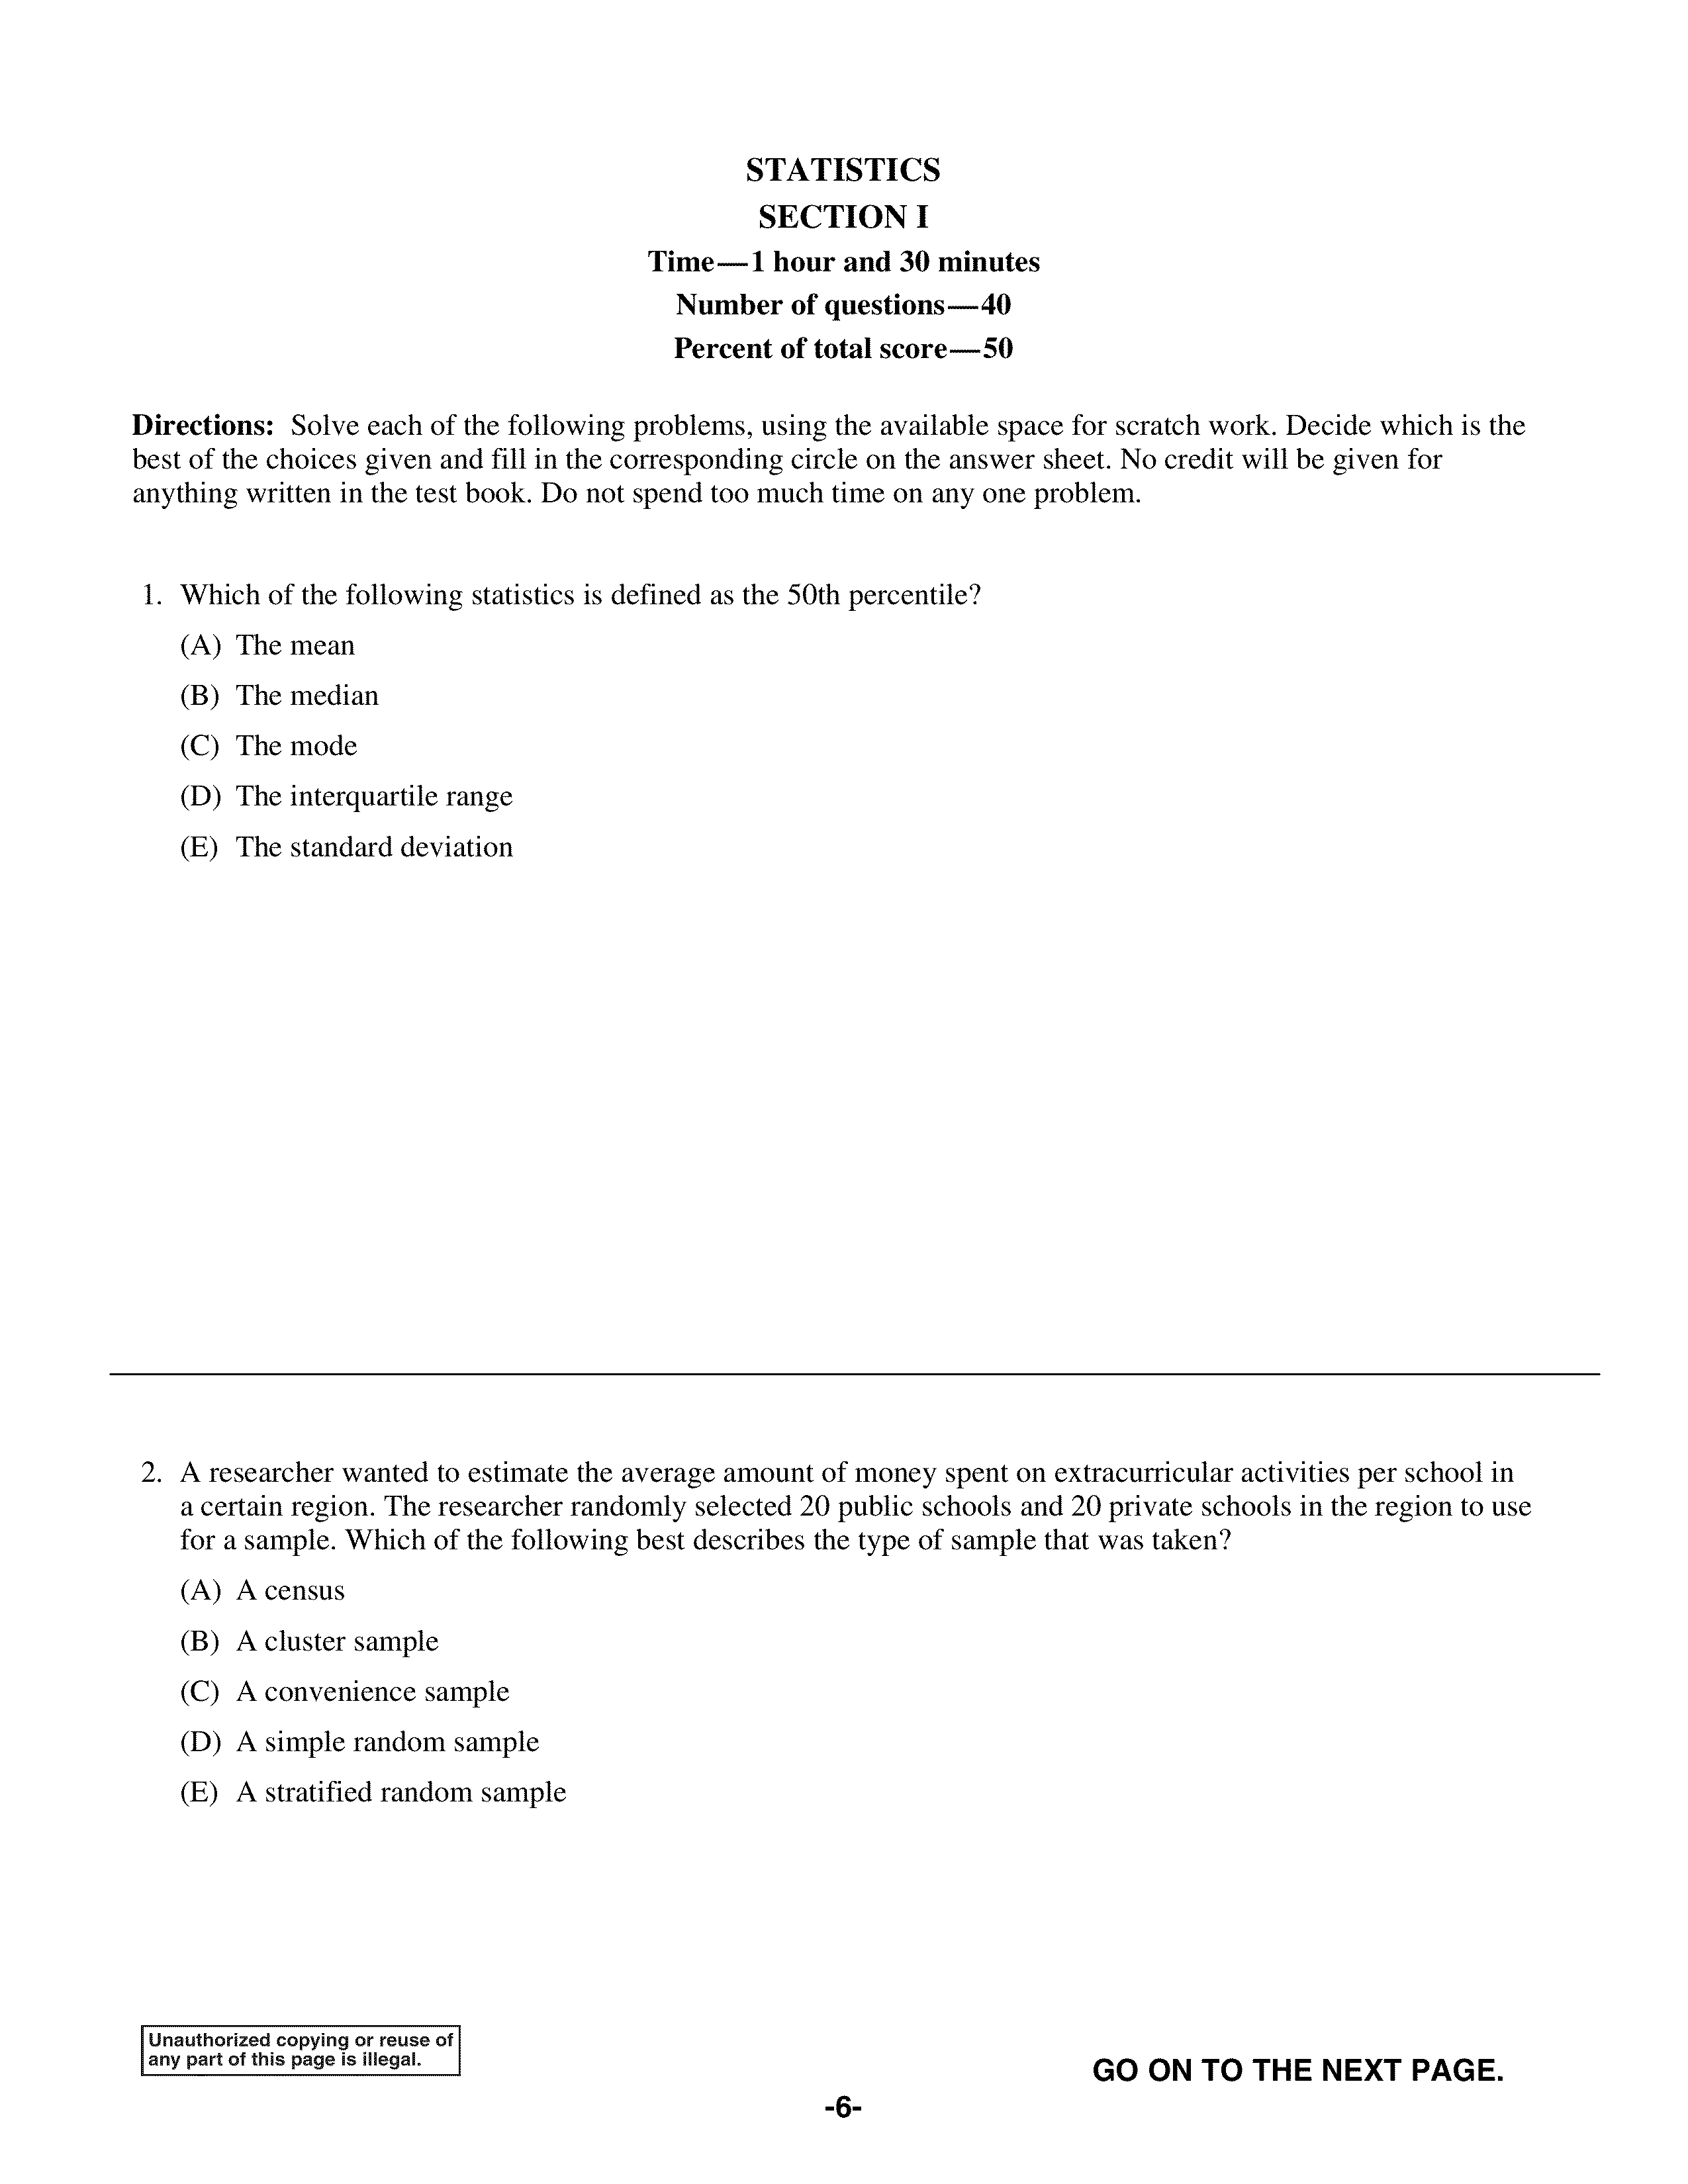 STATISTICS
SECTION I
Time—1 hour and 30 minutes
Number of questions—40
Percent of total score—50
Directions: Solve each of the following problems, using the available space for scratch work. Decide which is the
best of the choices given and fill in the corresponding circle on the answer sheet. No credit will be given for
anything written in the test book. Do not spend too much time on any one problem.
1. Which of the following statistics is defined as the 50th percentile?
(A) The mean
(B) The median
(C) The mode
(D) The interquartile range
(E) The standard deviation
2. A researcher wanted to estimate the average amount of money spent on extracurricular activities per school in
a certain region. The researcher randomly selected 20 public schools and 20 private schools in the region to use
for a sample. Which of the following best describes the type of sample that was taken?
(A) A census
(B) A cluster sample
(C) A convenience sample
(D) A simple random sample
(E) A stratified random sample
Unauthorized copying or reuse of
any part of this page is illegal.
GO ON TO THE NEXT PAGE.
-6-